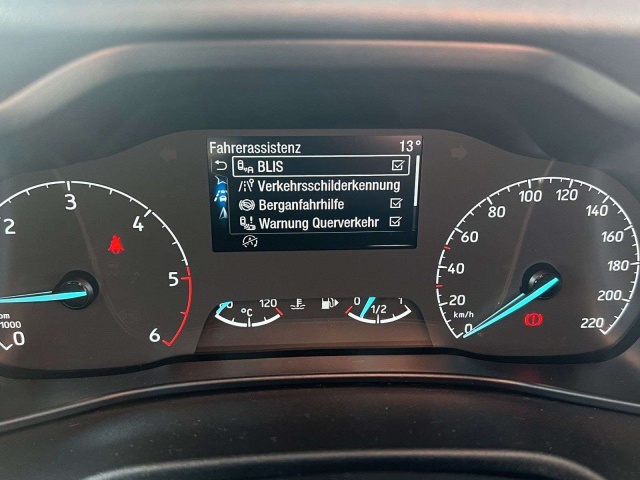 Fahrerassistenz 13°
BLIS
Verkehrsschilderkennung
Berganfahrhilfe
Warnung Querverkehr
0
2
3
4
5
6
x1000
120
°C
0 1/2 1
0
20
40
60
80
100
120
140
160
180
200
220
km/h